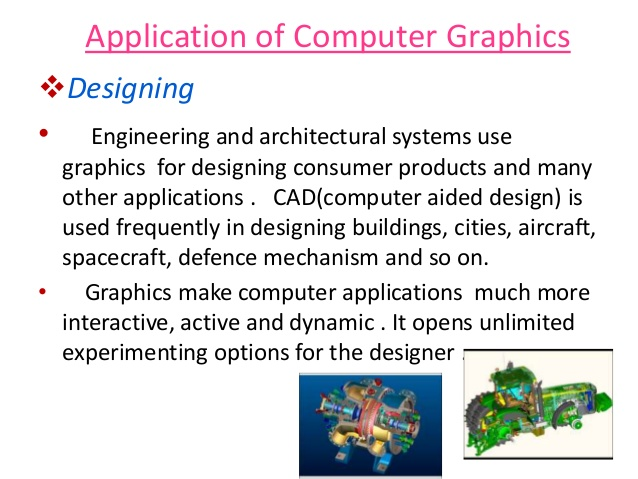 Application of Computer Graphics
❖Designing
• Engineering and architectural systems use
graphics for designing consumer products and many
other applications . CAD(computer aided design) is
used frequently in designing buildings, cities, aircraft,
spacecraft, defence mechanism and so on.
• Graphics make computer applications much more
interactive, active and dynamic . It opens unlimited
experimenting options for the designer .